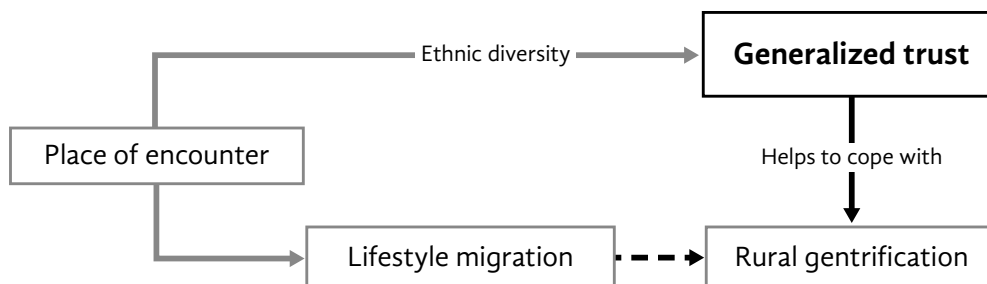 Ethnic diversity
Generalized trust
Place of encounter
Helps to cope with
Lifestyle migration
Rural gentrification